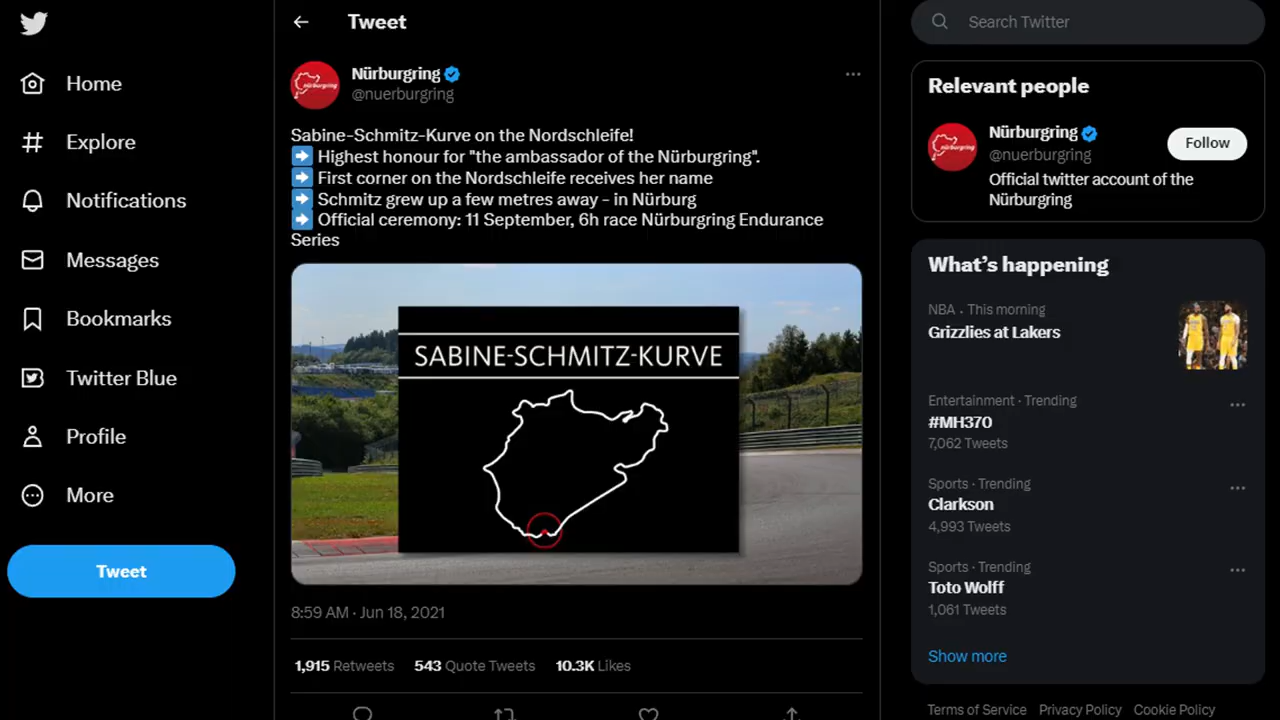 Home
Explore
Notifications
Messages
Bookmarks
Twitter Blue
Profile
More
Tweet
Tweet
Nürburgring
@nuerburgring
Sabine-Schmitz-Kurve on the Nordschleife!
➡ Highest honour for "the ambassador of the Nürburgring".
➡ First corner on the Nordschleife receives her name
➡ Schmitz grew up a few metres away - in Nürburg
➡ Official ceremony: 11 September, 6h race Nürburgring Endurance
Series
SABINE-SCHMITZ-KURVE
8:59 AM · Jun 18, 2021
1,915 Retweets 543 Quote Tweets 10.3K Likes
Search Twitter
Relevant people
Nürburgring
@nuerburgring
Follow
Official twitter account of the
Nürburgring
What's happening
NBA · This morning
Grizzlies at Lakers
Entertainment · Trending
#MH370
7,062 Tweets
Sports · Trending
Clarkson
4,993 Tweets
Sports · Trending
Toto Wolff
1,061 Tweets
Show more
Terms of Service Privacy Policy Cookie Policy